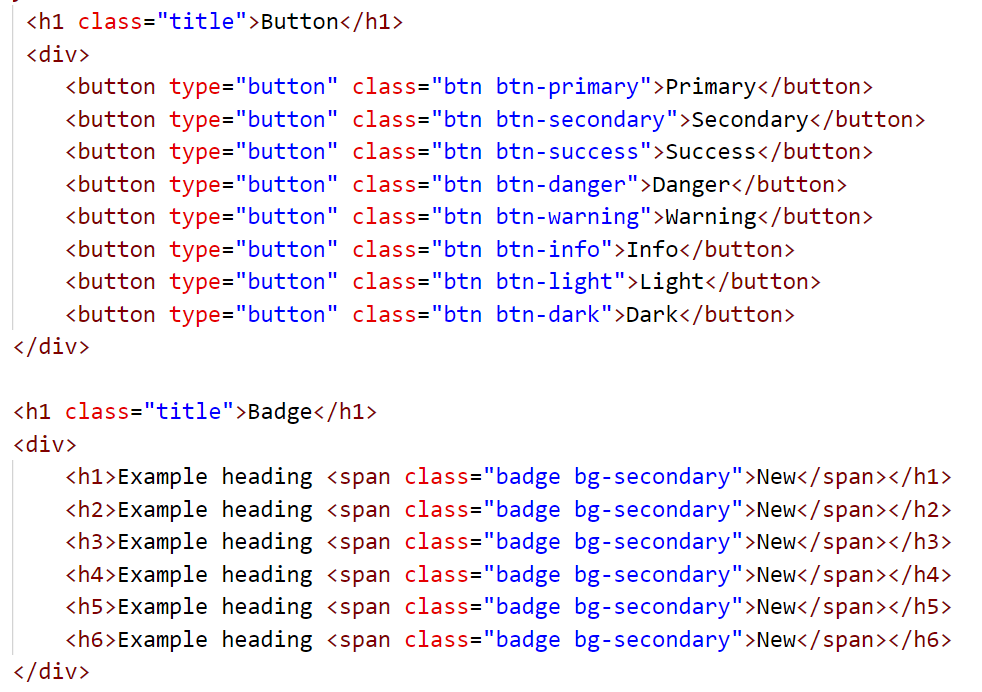 <h1 class="title">Button</h1>
<div>
<button type="button" class="btn btn-primary">Primary</button>
<button type="button" class="btn btn-secondary">Secondary</button>
<button type="button" class="btn btn-success">Success</button>
<button type="button" class="btn btn-danger">Danger</button>
<button type="button" class="btn btn-warning">Warning</button>
<button type="button" class="btn btn-info">Info</button>
<button type="button" class="btn btn-light">Light</button>
<button type="button" class="btn btn-dark">Dark</button>
</div>
<h1 class="title">Badge</h1>
<div>
<h1>Example heading <span class="badge bg-secondary">New</span></h1>
<h2>Example heading <span class="badge bg-secondary">New</span></h2>
<h3>Example heading <span class="badge bg-secondary">New</span></h3>
<h4>Example heading <span class="badge bg-secondary">New</span></h4>
<h5>Example heading <span class="badge bg-secondary">New</span></h5>
<h6>Example heading <span class="badge bg-secondary">New</span></h6>
</div>